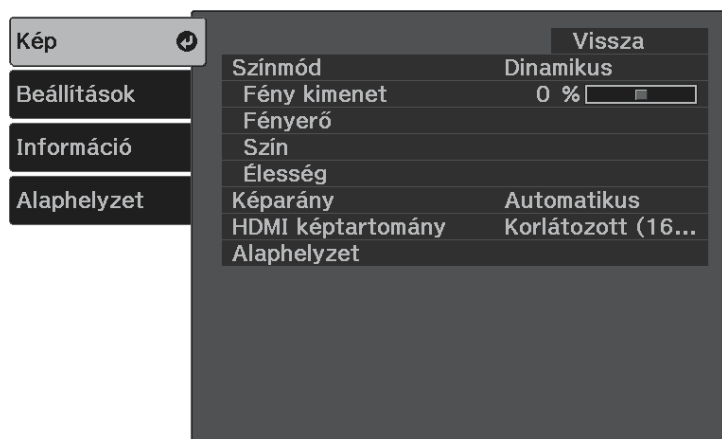 Kép
Beállítások
Információ
Alaphelyzet
Vissza
Színmód Dinamikus
Fény kimenet 0 %
Fényerő
Szín
Élesség
Képarány Automatikus
HDMI képtartomány Korlátozott (16...
Alaphelyzet